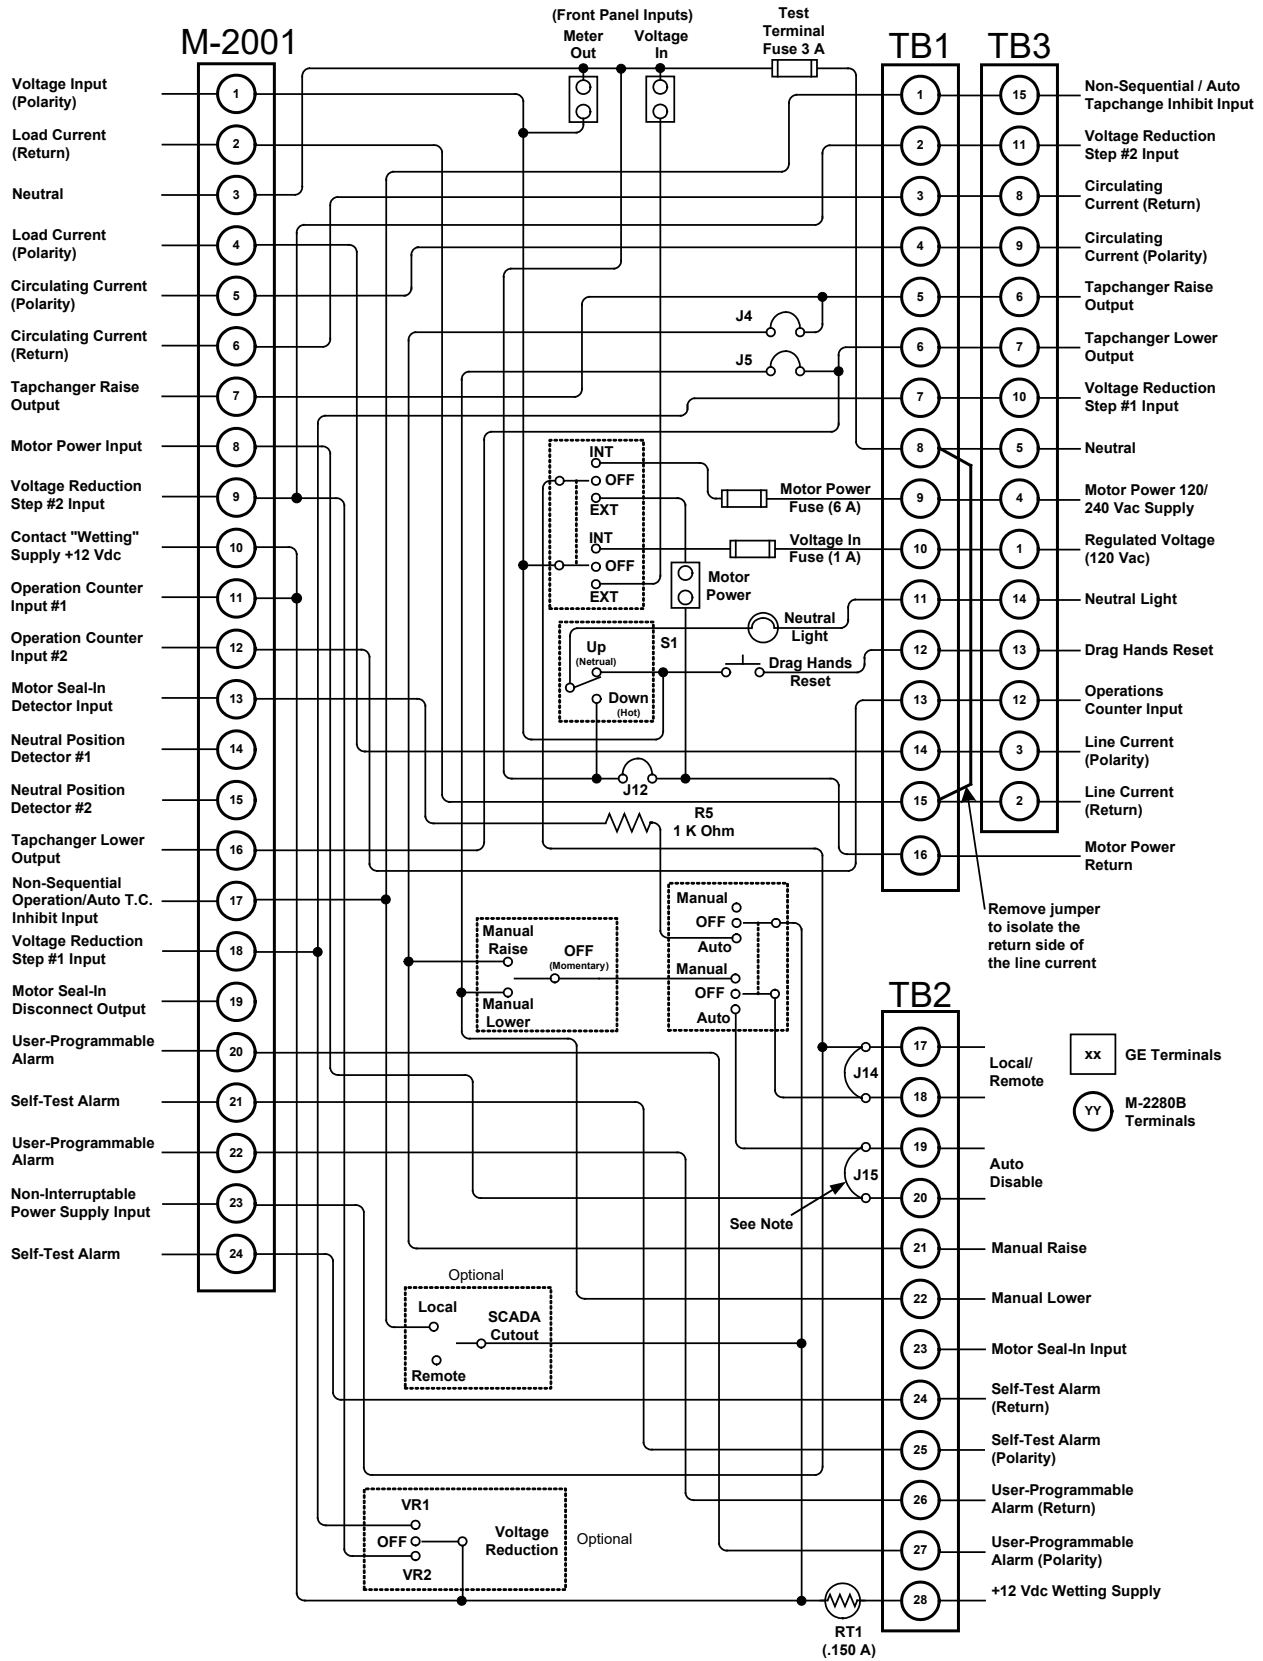 (Front Panel Inputs)
Meter
Out
Voltage
In
Test
Terminal
Fuse 3 A
M-2001
TB1
TB3
Voltage Input
(Polarity)
1
Load Current
(Return)
2
Neutral
3
Load Current
(Polarity)
4
Circulating Current
(Polarity)
5
Circulating Current
(Return)
6
Tapchanger Raise
Output
7
Motor Power Input
8
Voltage Reduction
Step #2 Input
9
Contact "Wetting"
Supply +12 Vdc
10
Operation Counter
Input #1
11
Operation Counter
Input #2
12
Motor Seal-In
Detector Input
13
Neutral Position
Detector #1
14
Neutral Position
Detector #2
15
Tapchanger Lower
Output
16
Non-Sequential
Operation/Auto T.C.
Inhibit Input
17
Voltage Reduction
Step #1 Input
18
Motor Seal-In
Disconnect Output
19
User-Programmable
Alarm
20
Self-Test Alarm
21
User-Programmable
Alarm
22
Non-Interruptable
Power Supply Input
23
Self-Test Alarm
24
J4
J5
INT
OFF
EXT
INT
OFF
EXT
Motor Power
Fuse (6 A)
Voltage In
Fuse (1 A)
Motor
Power
Neutral
Light
S1
Up
(Netrual)
Down
(Hot)
Drag Hands
Reset
J12
R5
1 K Ohm
Manual
OFF
Auto
Manual
OFF
Auto
Manual
Raise
OFF
(Momentary)
Manual
Lower
J14
J15
See Note
Optional
Local
SCADA
Cutout
Remote
VR1
OFF
VR2
Voltage
Reduction
Optional
RT1
(.150 A)
1
15
Non-Sequential / Auto
Tapchange Inhibit Input
2
11
Voltage Reduction
Step #2 Input
3
8
Circulating
Current (Return)
4
9
Circulating
Current (Polarity)
5
6
Tapchanger Raise
Output
6
7
Tapchanger Lower
Output
7
10
Voltage Reduction
Step #1 Input
8
5
Neutral
9
4
Motor Power 120/
240 Vac Supply
10
1
Regulated Voltage
(120 Vac)
11
14
Neutral Light
12
13
Drag Hands Reset
13
12
Operations
Counter Input
14
3
Line Current
(Polarity)
15
2
Line Current
(Return)
16
Motor Power
Return
Remove jumper
to isolate the
return side of
the line current
TB2
17
18
Local/
Remote
19
20
Auto
Disable
21
Manual Raise
22
Manual Lower
23
Motor Seal-In Input
24
Self-Test Alarm
(Return)
25
Self-Test Alarm
(Polarity)
26
User-Programmable
Alarm (Return)
27
User-Programmable
Alarm (Polarity)
28
+12 Vdc Wetting Supply
xx
GE Terminals
YY
M-2280B
Terminals